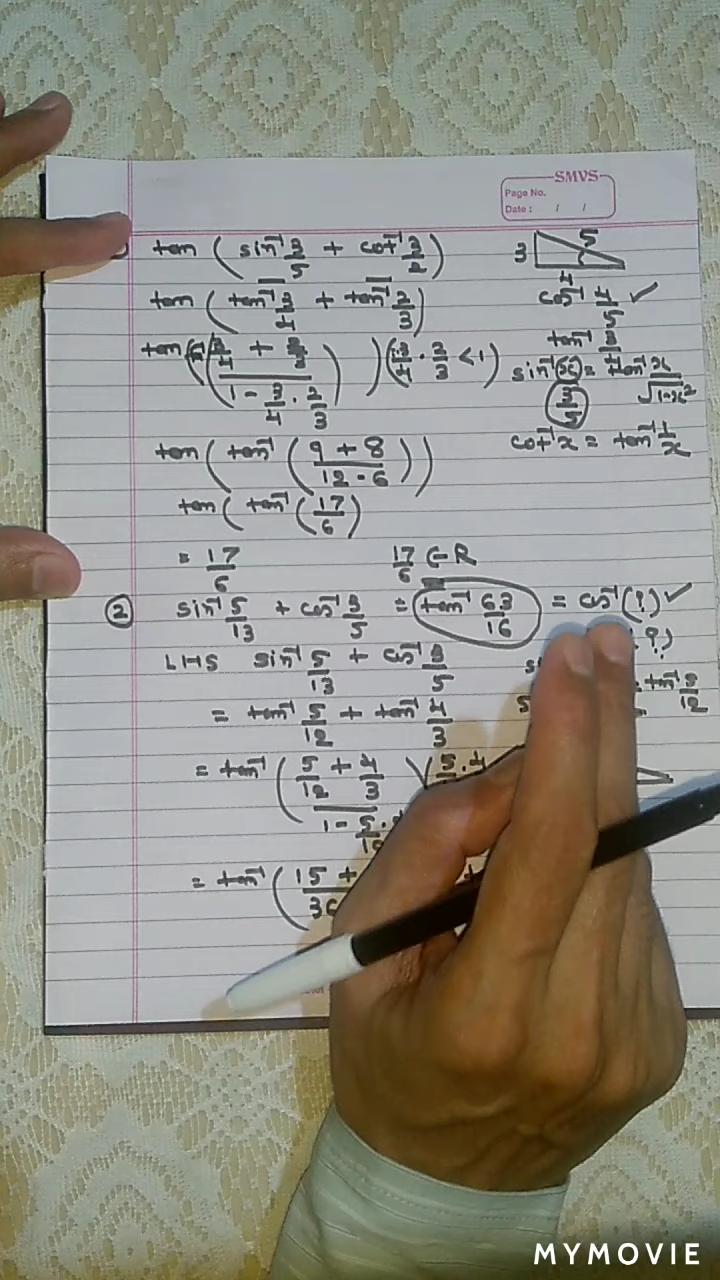 SMVS
Page No.
Date : / /
tan ( sin⁻¹ 3/5 + cot⁻¹ 3/2 )
tan ( tan⁻¹ 3/4 + tan⁻¹ 2/3 )
( 3/4 · 2/3 < 1 )
1 - 3/4 · 2/3
tan ( tan⁻¹ ( 9 + 8 / 12 - 6 ) )
tan ( tan⁻¹ ( 17/6 )
= 17/6 17/6 ∈ R
3 5
4
cos⁻¹ 4/5 ✓
sin⁻¹ x = tan⁻¹ x/√1-x²
3/5
cot⁻¹ x = tan⁻¹ 1/x
② sin⁻¹ 5/13 + cos⁻¹ 3/5 = tan⁻¹ 63/16 = cos⁻¹ (?) ✓
?)
LHS sin⁻¹ 5/13 + cos⁻¹ 3/5
= tan⁻¹ 5/12 + tan⁻¹ 4/3
tan⁻¹ 5/12
= tan⁻¹ ( 5/12 + 4/3
1 - 5/12 ·
= tan⁻¹ ( 15 +
36
MYMOVIE